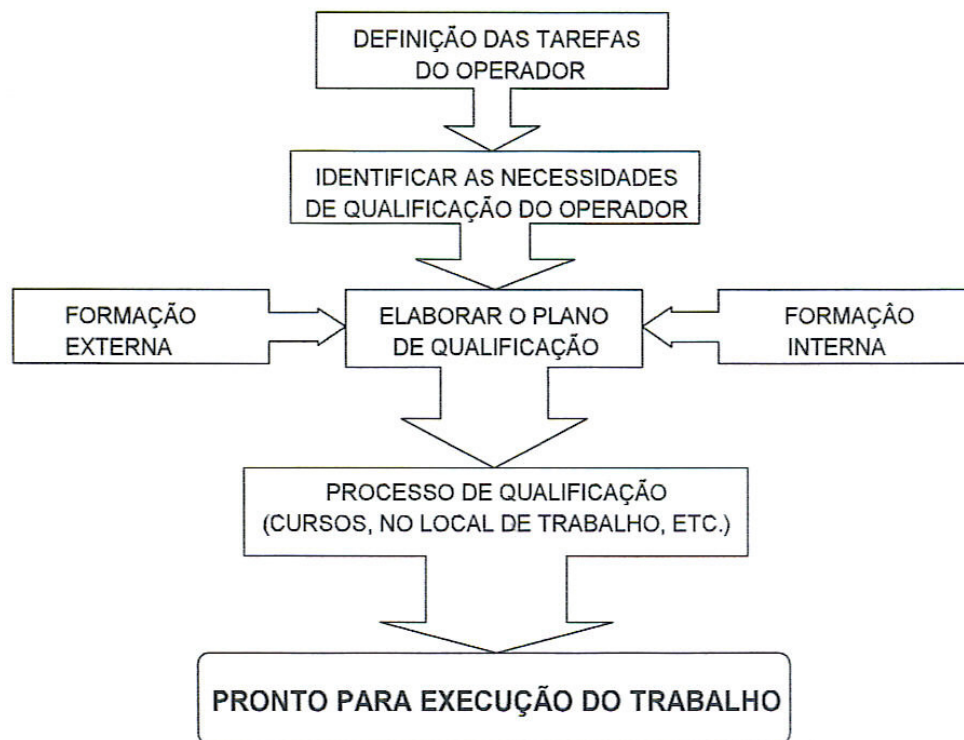 DEFINIÇÃO DAS TAREFAS
DO OPERADOR
IDENTIFICAR AS NECESSIDADES
DE QUALIFICAÇÃO DO OPERADOR
FORMAÇÃO
EXTERNA
ELABORAR O PLANO
DE QUALIFICAÇÃO
FORMAÇÂO
INTERNA
PROCESSO DE QUALIFICAÇÃO
(CURSOS, NO LOCAL DE TRABALHO, ETC.)
PRONTO PARA EXECUÇÃO DO TRABALHO